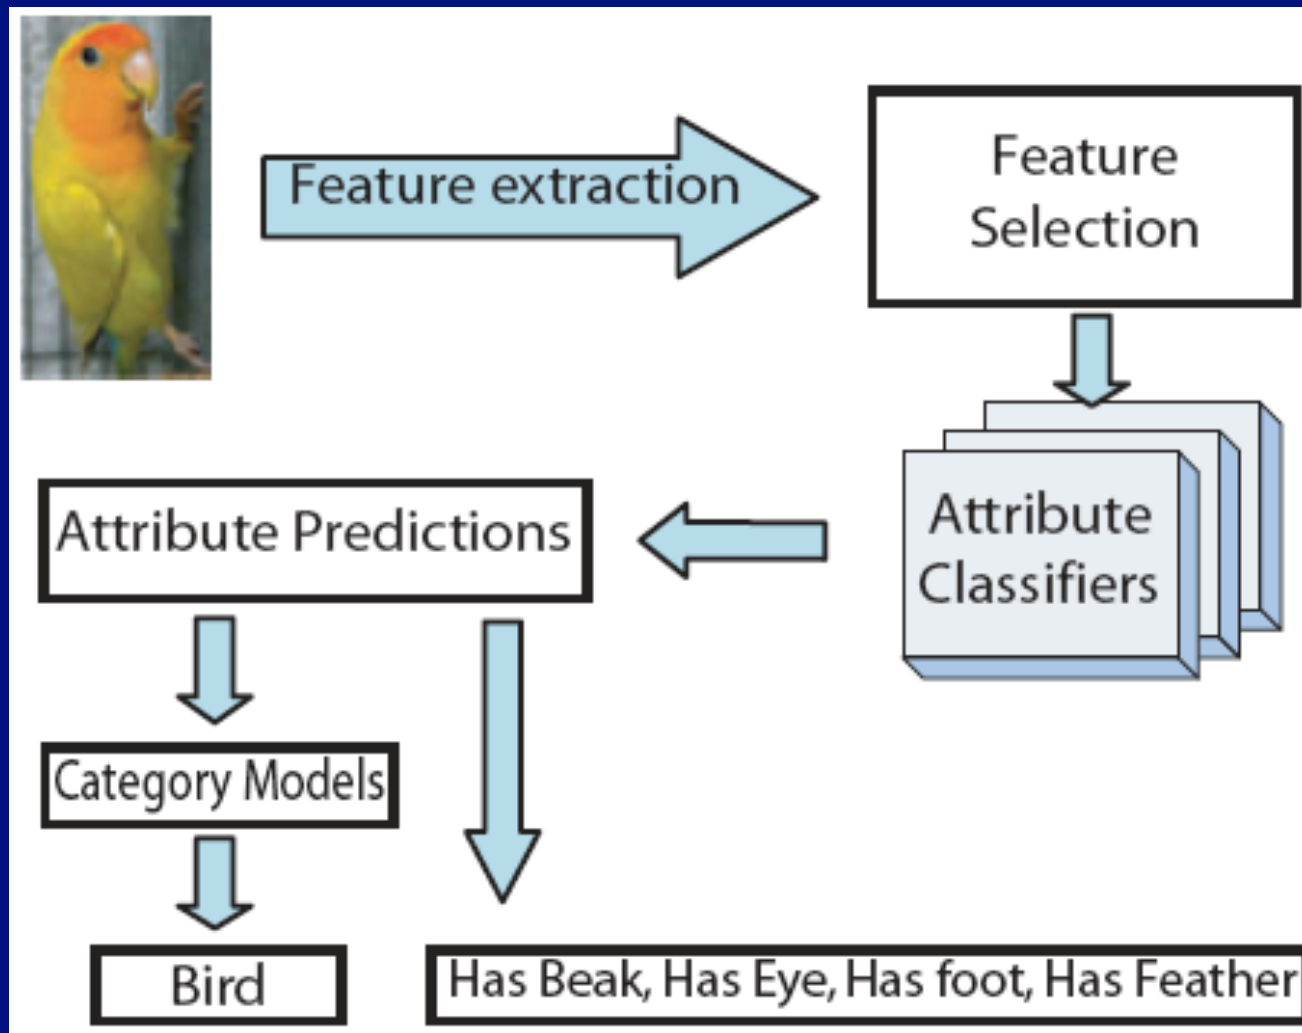 Feature extraction
Feature
Selection
Attribute
Classifiers
Attribute Predictions
Category Models
Bird
Has Beak, Has Eye, Has foot, Has Feather